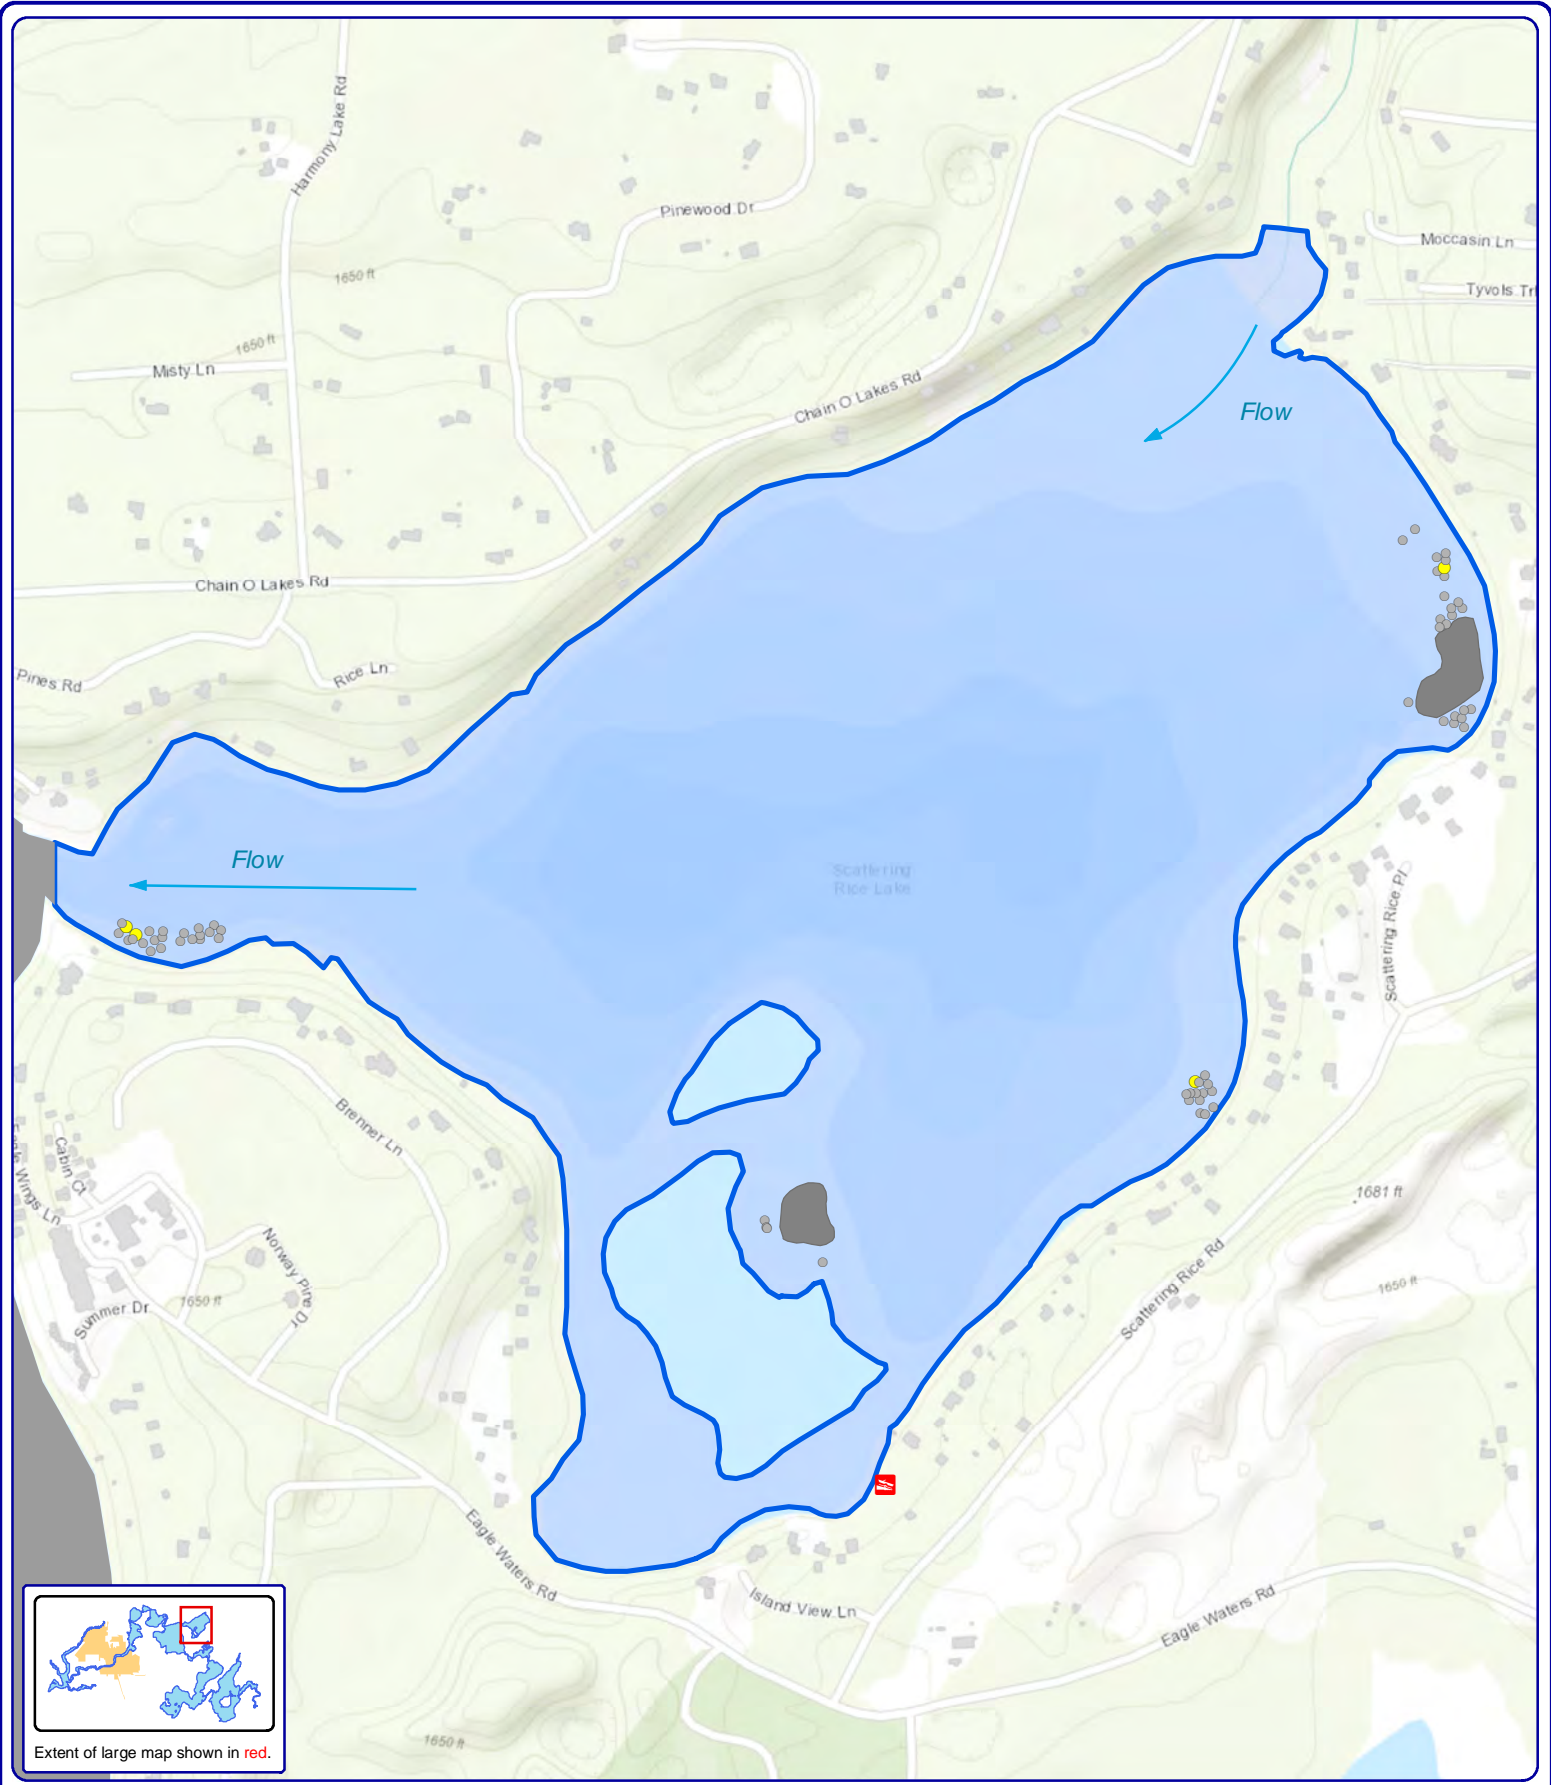 Harmony Lake Rd
Pinewood Dr
Moccasin Ln
1650 ft
Tyvols Trl
1650 ft
Misty Ln
Chain O Lakes Rd
Flow
Chain O Lakes Rd
Pines Rd
Rice Ln
Flow
Scattering
Rice Lake
Scattering Rice Pl
Brenner Ln
Cabin Ct
Eagle Wings Ln
1681 ft
Norway Pine Dr
Scattering Rice Rd
1650 ft
1650 ft
Summer Dr
Eagle Waters Rd
Island View Ln
Eagle Waters Rd
1650 ft
Extent of large map shown in red.